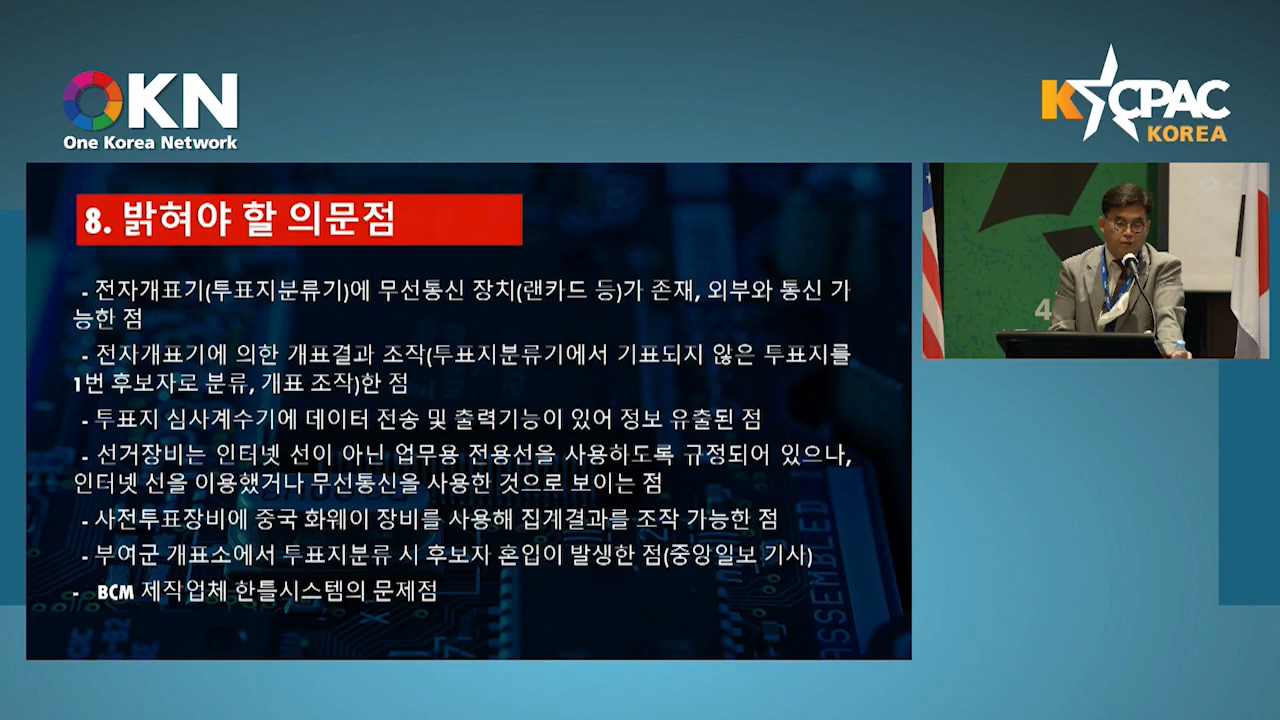 OKN
One Korea Network
KCPAC
KOREA
8. 밝혀야 할 의문점
- 전자개표기(투표지분류기)에 무선통신 장치(랜카드 등)가 존재, 외부와 통신 가
능한 점
- 전자개표기에 의한 개표결과 조작(투표지분류기에서 기표되지 않은 투표지를
1번 후보자로 분류, 개표 조작)한 점
- 투표지 심사계수기에 데이터 전송 및 출력기능이 있어 정보 유출된 점
- 선거장비는 인터넷 선이 아닌 업무용 전용선을 사용하도록 규정되어 있으나,
인터넷 선을 이용했거나 무선통신을 사용한 것으로 보이는 점
- 사전투표장비에 중국 화웨이 장비를 사용해 집계결과를 조작 가능한 점
- 부여군 개표소에서 투표지분류 시 후보자 혼입이 발생한 점(중앙일보 기사)
- BCM 제작업체 한틀시스템의 문제점
ASSEMBLED
4